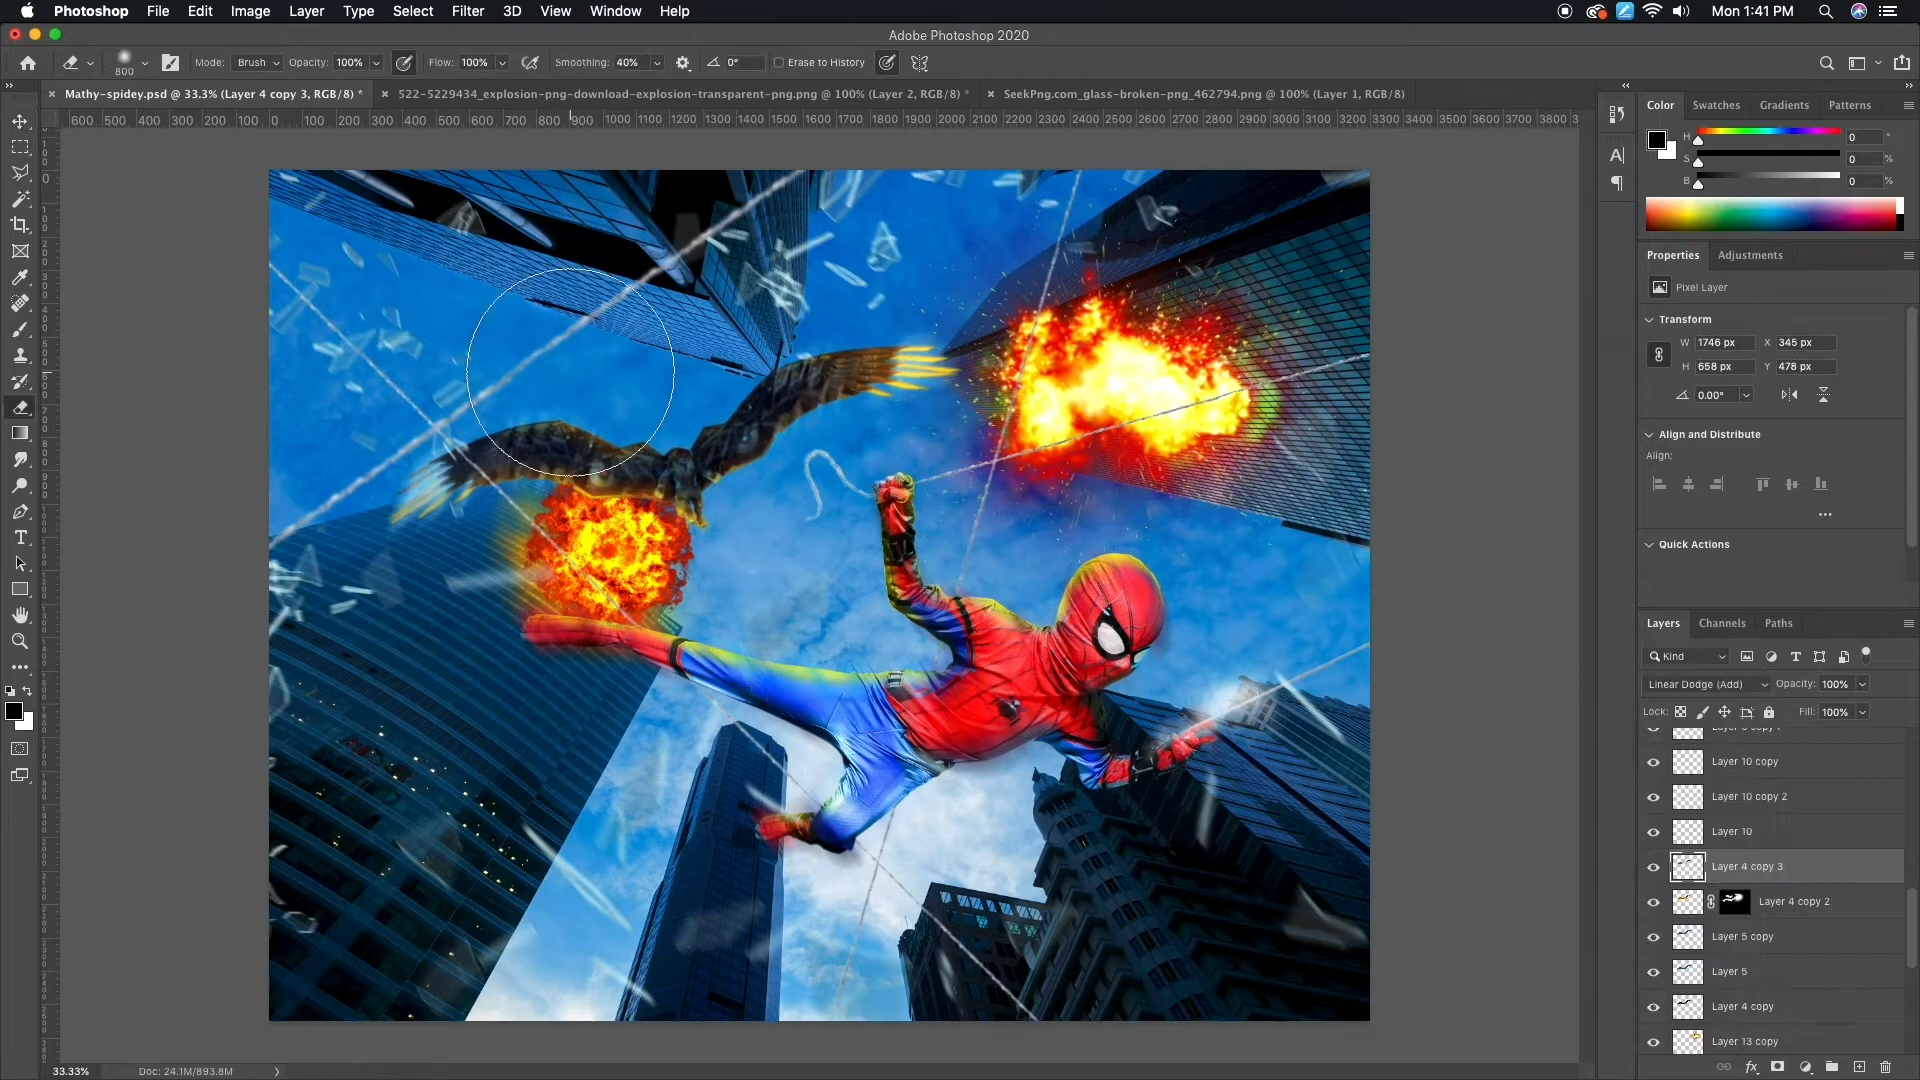 Photoshop File Edit Image Layer Type Select Filter 3D View Window Help Mon 1:41 PM
Adobe Photoshop 2020
800 Mode: Brush Opacity: 100% Flow: 100% Smoothing: 40% 0° Erase to History
Mathy-spidey.psd @ 33.3% (Layer 4 copy 3, RGB/8) * 522-5229434_explosion-png-download-explosion-transparent-png.png @ 100% (Layer 2, RGB/8) * SeekPng.com_glass-broken-png_462794.png @ 100% (Layer 1, RGB/8)
600 500 400 300 200 100 0 100 200 300 400 500 600 700 800 900 1000 1100 1200 1300 1400 1500 1600 1700 1800 1900 2000 2100 2200 2300 2400 2500 2600 2700 2800 2900 3000 3100 3200 3300 3400 3500 3600 3700 3800 3
Color Swatches Gradients Patterns
H 0 °
S 0 %
B 0 %
Properties Adjustments
Pixel Layer
Transform
W 1746 px X 345 px
H 658 px Y 478 px
0.00°
Align and Distribute
Align:
Quick Actions
Layers Channels Paths
Kind
Linear Dodge (Add) Opacity: 100%
Lock: Fill: 100%
Layer 10 copy
Layer 10 copy 2
Layer 10
Layer 4 copy 3
Layer 4 copy 2
Layer 5 copy
Layer 5
Layer 4 copy
Layer 13 copy
33.33% Doc: 24.1M/893.8M